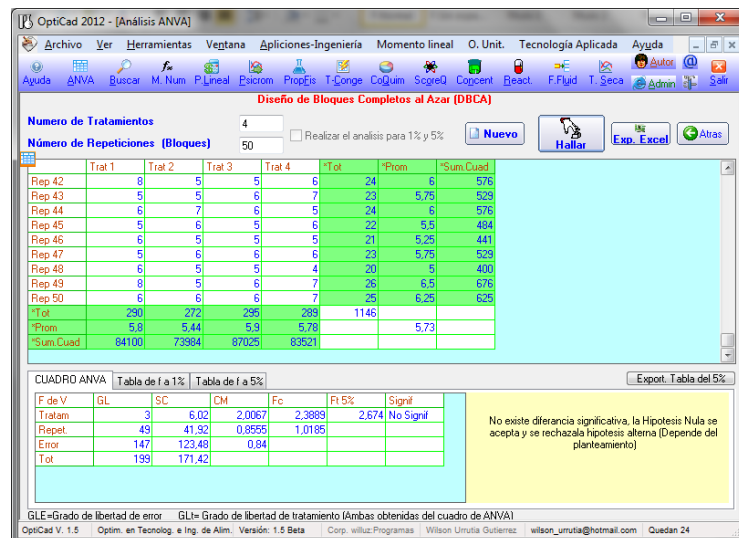 OptiCad 2012 - [Análisis ANVA]
Archivo Ver Herramientas Ventana Apliciones-Ingeniería Momento lineal O. Unit. Tecnología Aplicada Ayuda
Ayuda ANVA Buscar M. Num P.Lineal Psicrom PropFis T-Conge CoQuim ScoreQ Concent React. F.Fluid T. Seca Autor Admin @ Salir
Diseño de Bloques Completos al Azar (DBCA)
Numero de Tratamientos 4
Número de Repeticiones (Bloques) 50
Realizar el analisis para 1% y 5%
Nuevo
Hallar
Exp. Excel
Atras
Trat 1 Trat 2 Trat 3 Trat 4 *Tot *Prom *Sum.Cuad
Rep 42 8 5 5 6 24 6 576
Rep 43 5 5 6 7 23 5,75 529
Rep 44 6 7 6 5 24 6 576
Rep 45 5 6 5 6 22 5,5 484
Rep 46 6 5 5 5 21 5,25 441
Rep 47 5 6 6 6 23 5,75 529
Rep 48 6 5 5 4 20 5 400
Rep 49 8 5 6 7 26 6,5 676
Rep 50 6 6 6 7 25 6,25 625
*Tot 290 272 295 289 1146
*Prom 5,8 5,44 5,9 5,78 5,73
*Sum.Cuad 84100 73984 87025 83521
CUADRO ANVA Tabla de f a 1% Tabla de f a 5% Export. Tabla del 5%
F de V GL SC CM Fc Ft 5% Signif
Tratam 3 6,02 2,0067 2,3889 2,674 No Signif
Repet. 49 41,92 0,8555 1,0185
Error 147 123,48 0,84
Tot 199 171,42
No existe diferancia significativa, la Hipotesis Nula se
acepta y se rechazala hipotesis alterna (Depende del
planteamiento)
GLE=Grado de libertad de error GLt= Grado de libertad de tratamiento (Ambas obtenidas del cuadro de ANVA)
OptiCad V. 1.5 Optim. en Tecnolog. e Ing. de Alim. Versión: 1.5 Beta Corp. willuz:Programas Wilson Urrutia Gutierrez wilson_urrutia@hotmail.com Quedan 24